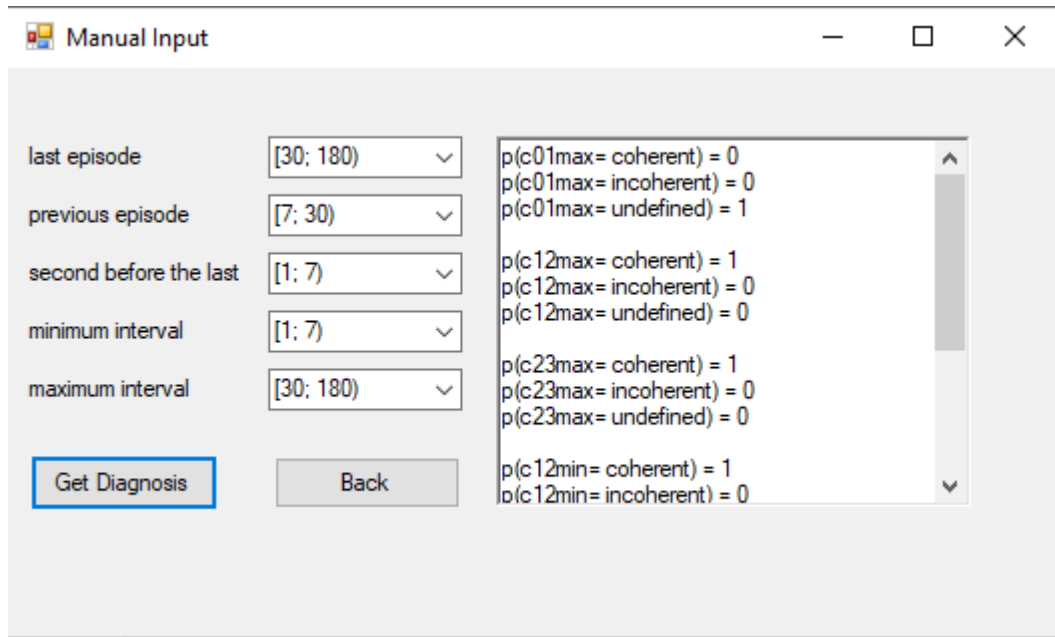 Manual Input
last episode
[30; 180)
previous episode
[7; 30)
second before the last
[1; 7)
minimum interval
[1; 7)
maximum interval
[30; 180)
Get Diagnosis
Back
p(c01max= coherent) = 0
p(c01max= incoherent) = 0
p(c01max= undefined) = 1
p(c12max= coherent) = 1
p(c12max= incoherent) = 0
p(c12max= undefined) = 0
p(c23max= coherent) = 1
p(c23max= incoherent) = 0
p(c23max= undefined) = 0
p(c12min= coherent) = 1
p(c12min= incoherent) = 0